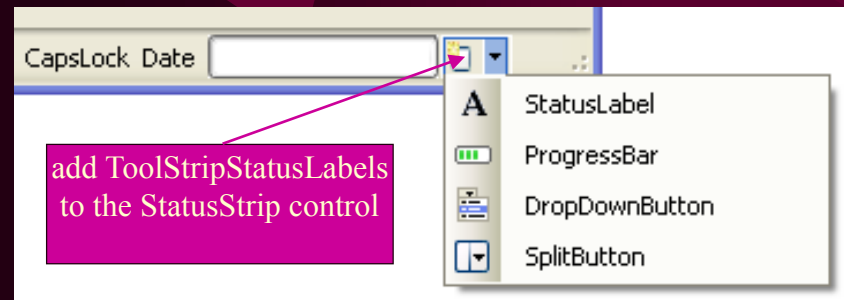 CapsLock Date
StatusLabel
ProgressBar
DropDownButton
SplitButton
add ToolStripStatusLabels
to the StatusStrip control